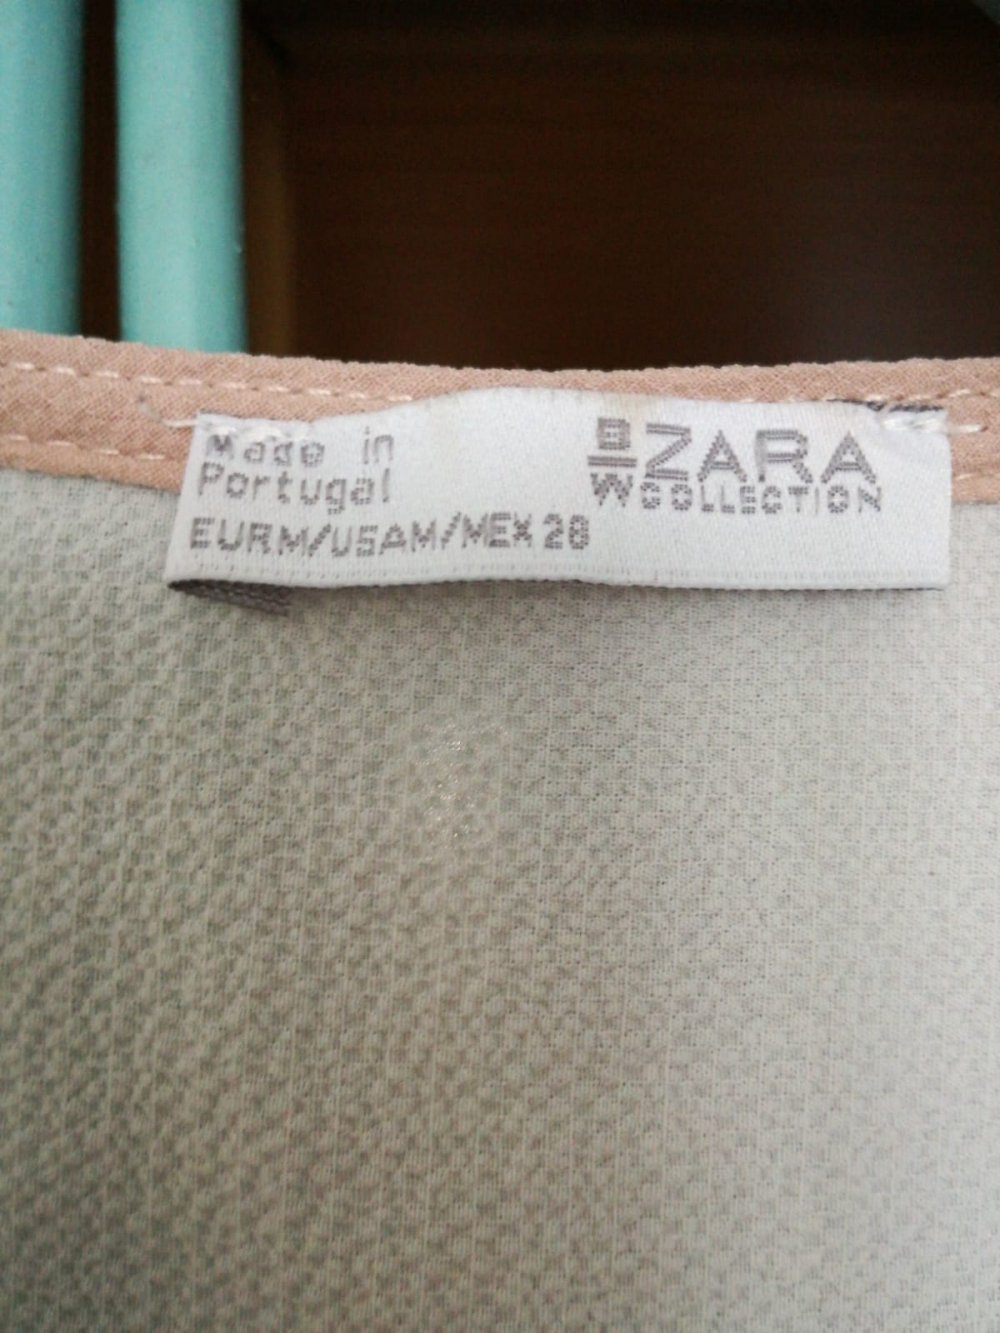 Made in
Portugal
EUR M/USA M/MEX 28
B
W
ZARA
COLLECTION